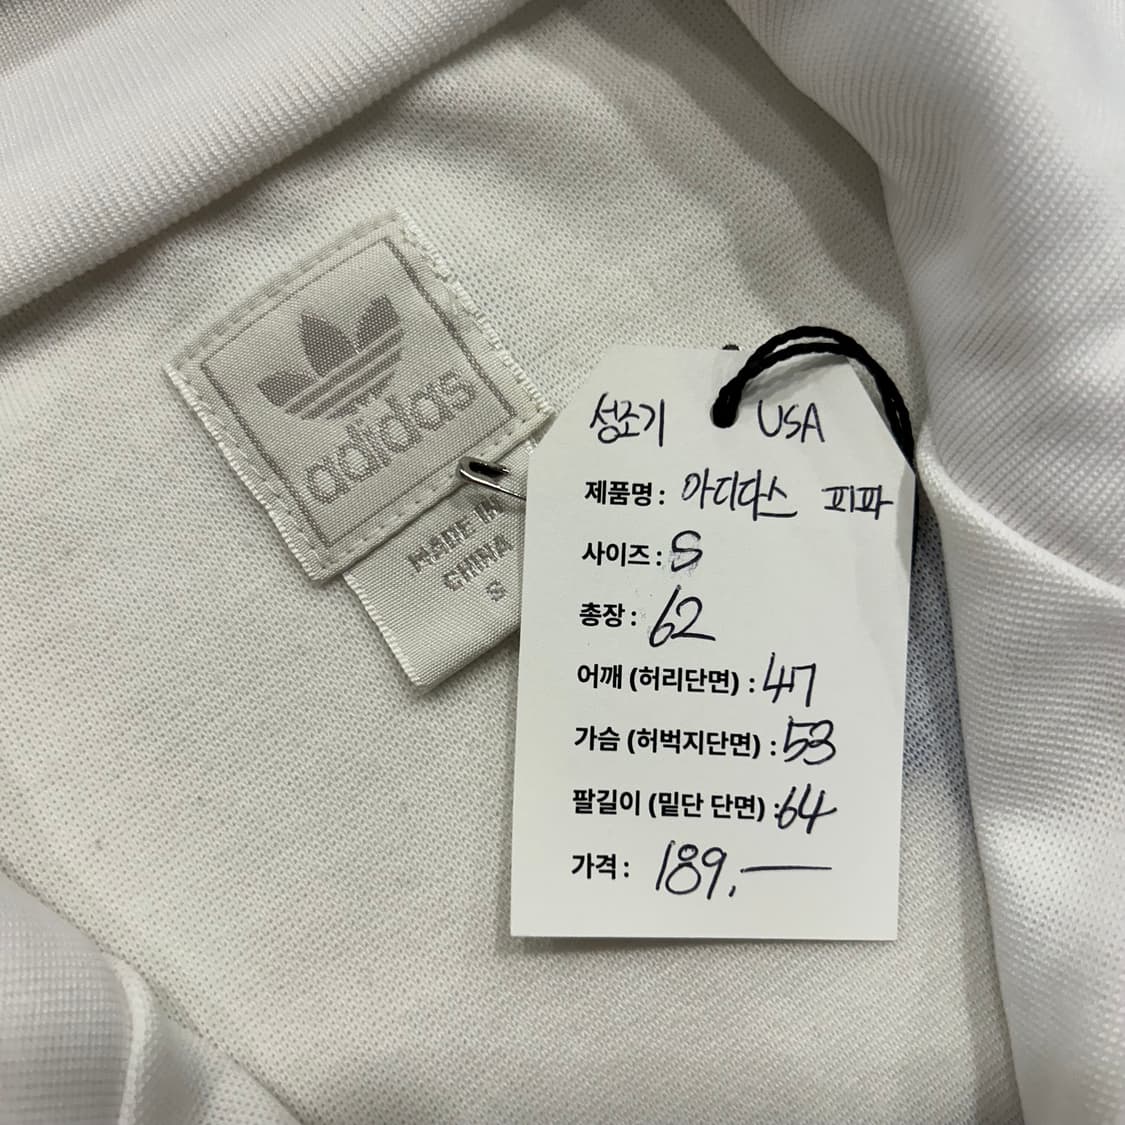 adidas
MADE IN
CHINA
S
성조기 USA
제품명 : 아디다스 피파
사이즈 : S
총장 : 62
어깨 (허리단면) : 47
가슴 (허벅지단면) : 53
팔길이 (밑단 단면) : 64
가격 : 189,—